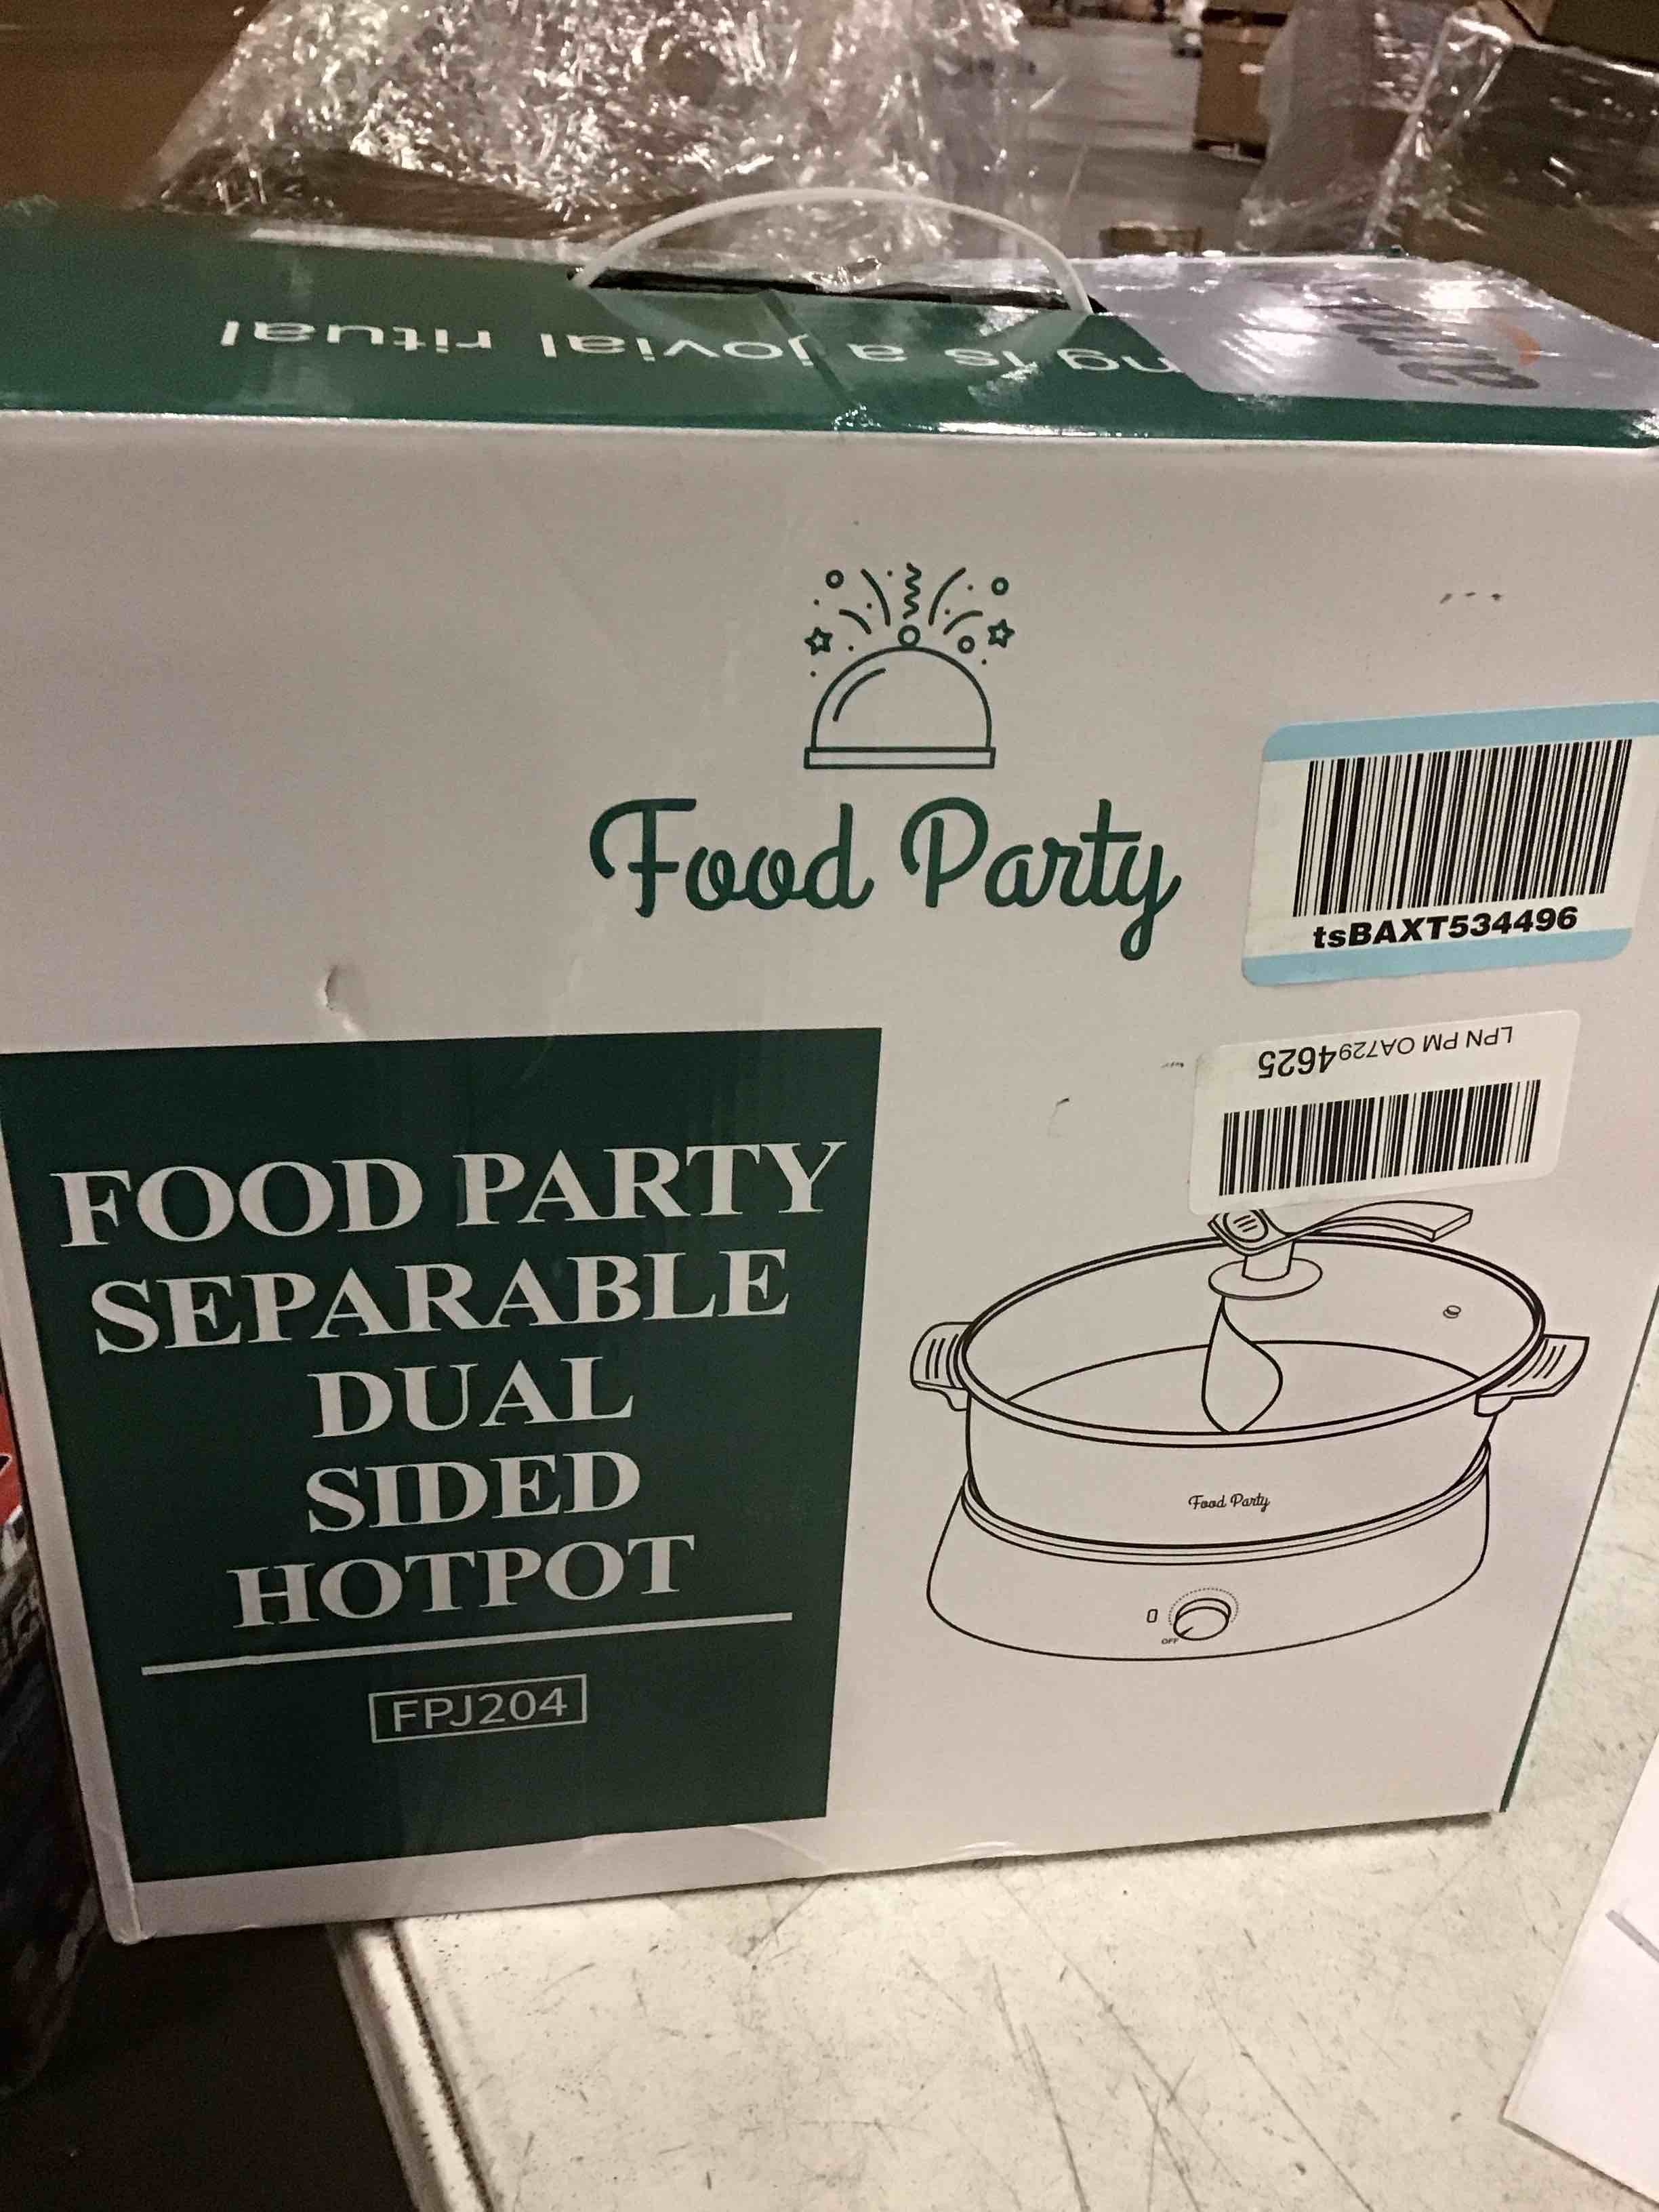 ng is a jovial ritual
Food Party
tsBAXT534496
LPN PM OA7294625
FOOD PARTY
SEPARABLE
DUAL
SIDED
HOTPOT
FPJ204
Food Party
0
OFF